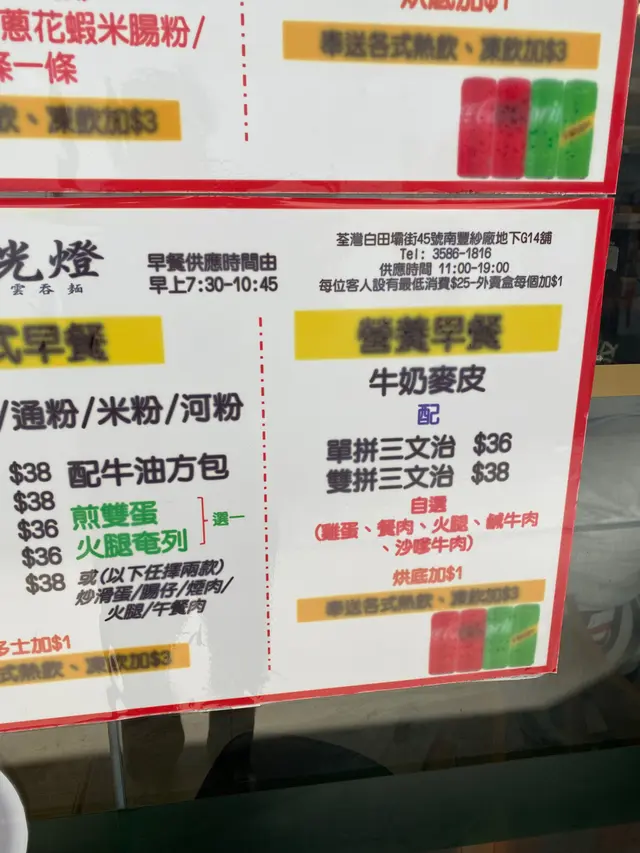 蔥花蝦米腸粉/
條一條
飲、凍飲加$3
烘底加$1
奉送各式熱飲、凍飲加$3
光燈
雲吞麵
早餐供應時間由
早上7:30-10:45
荃灣白田壩街45號南豐紗廠地下G14舖
Tel: 3586-1816
供應時間 11:00-19:00
每位客人設有最低消費$25-外賣盒每個加$1
式早餐
/通粉/米粉/河粉
$38 配牛油方包
$38 煎雙蛋
$36 選一
$36 火腿奄列
$38 或(以下任擇兩款)
炒滑蛋/腸仔/煙肉/
火腿/午餐肉
多士加$1
式熱飲、凍飲加$3
營養早餐
牛奶麥皮
配
單拼三文治 $36
雙拼三文治 $38
自選
(雞蛋、餐肉、火腿、鹹牛肉
、沙嗲牛肉)
烘底加$1
奉送各式熱飲、凍飲加$3